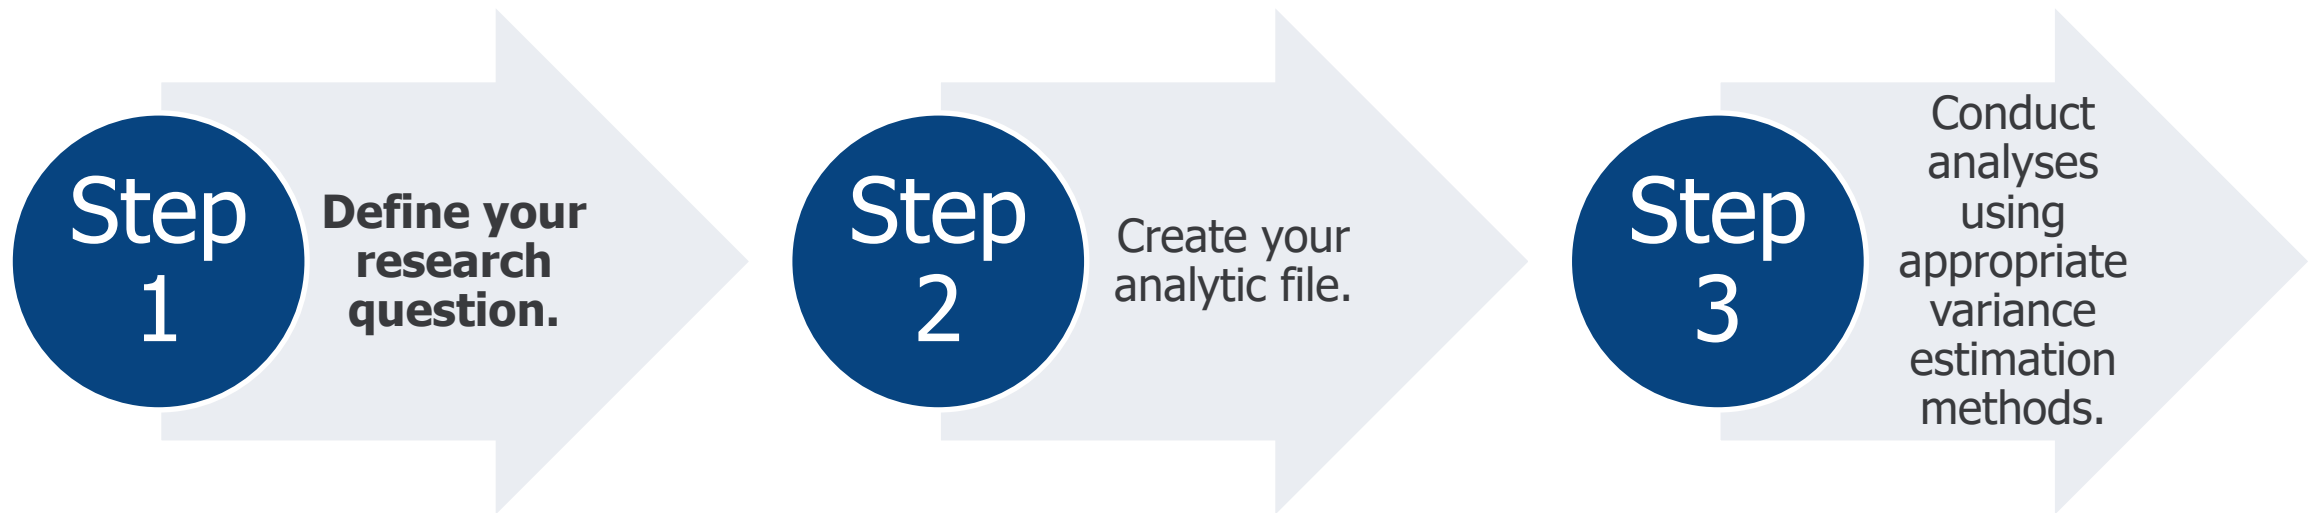 Step
1
Define your
research
question.
Step
2
Create your
analytic file.
Step
3
Conduct
analyses
using
appropriate
variance
estimation
methods.